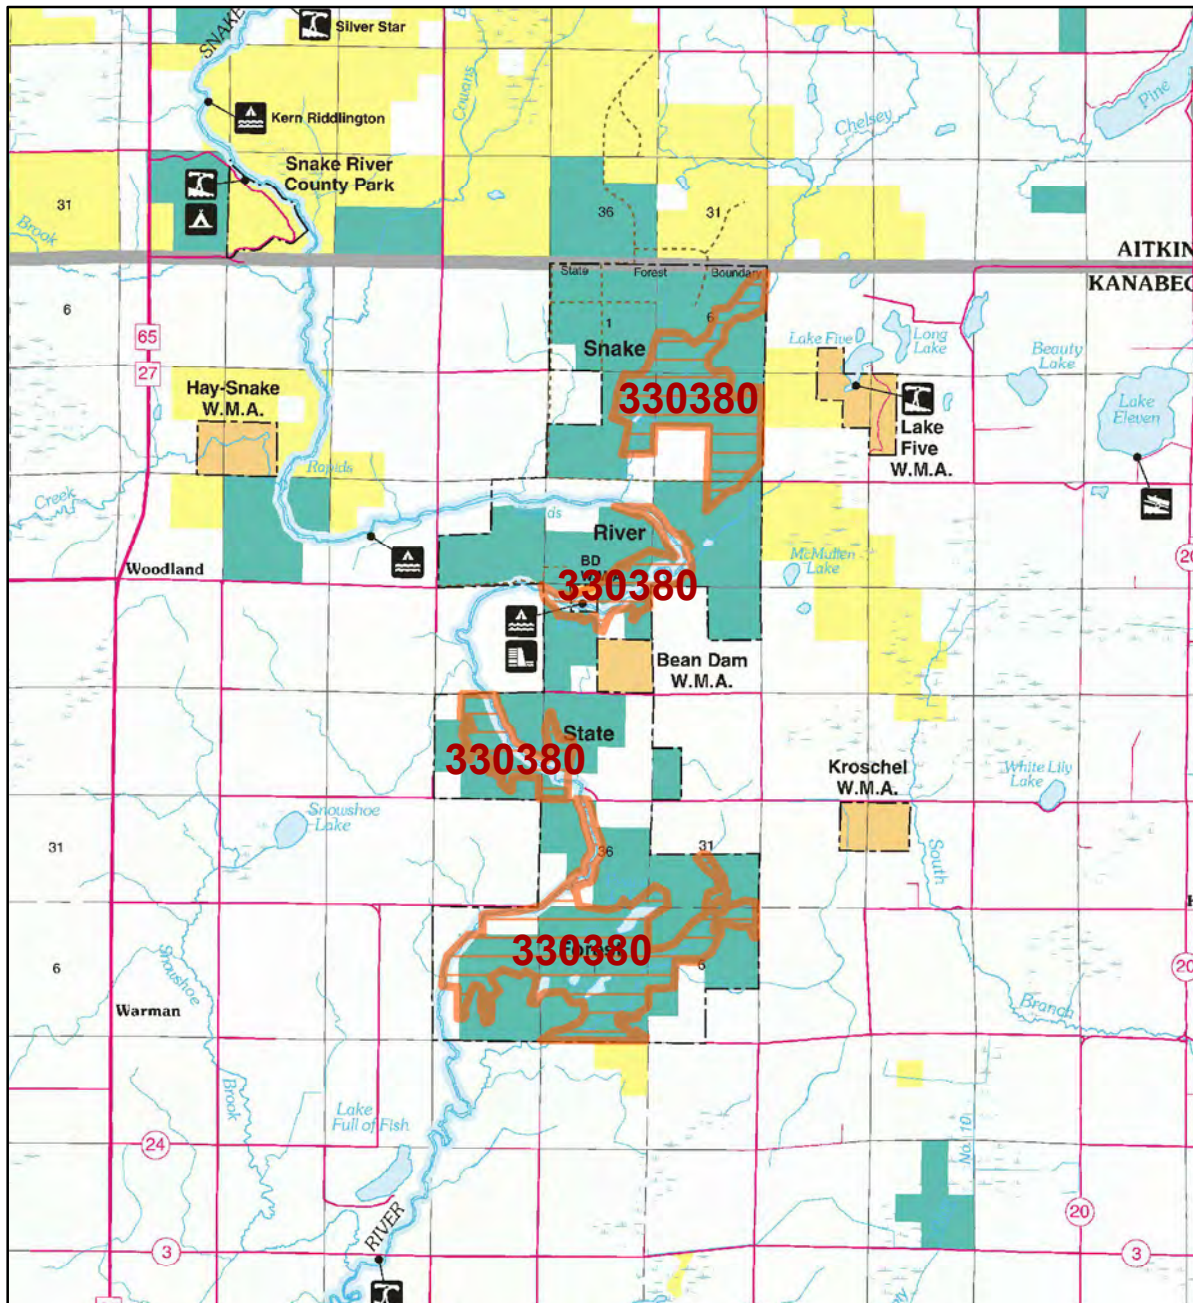 SNAKE
Silver Star
Cowans
Pine
Kern Riddlington
Chelsey
Snake River
County Park
31
Brook
36
31
AITKIN
State Forest Boundary
KANABEC
6
1
6
65
Snake
Lake Five
Long
Lake
Beauty
Lake
27
Hay-Snake
W.M.A.
330380
Lake
Eleven
Lake
Five
W.M.A.
Rapids
Creek
ds
River
Woodland
BD
McMullen
Lake
20
330380
Bean Dam
W.M.A.
State
330380
Kroschel
W.M.A.
White Lily
Lake
Snowshoe
Lake
31
36
31
South
330380
Forest
6
6
20
Snowshoe
Warman
Branch
Brook
Lake
Full of Fish
24
No. 10
RIVER
20
3
3